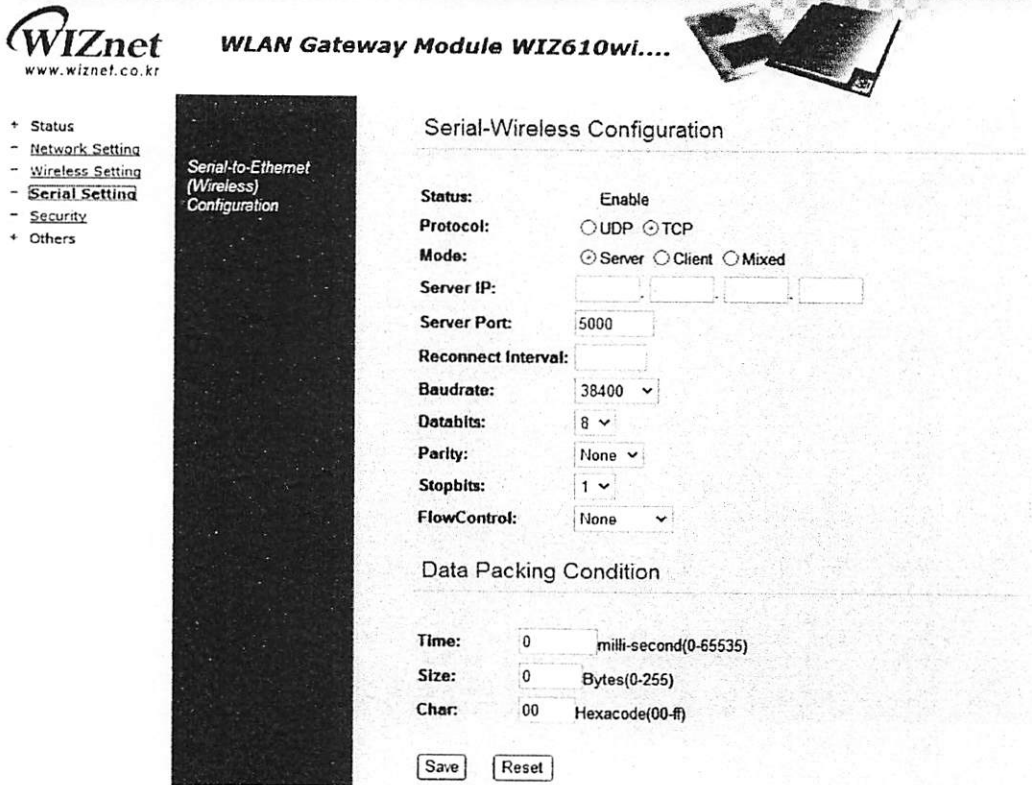 WIZnet
www.wiznet.co.kr
WLAN Gateway Module WIZ610wi....
+ Status
- Network Setting
- Wireless Setting
- Serial Setting
- Security
+ Others
Serial-to-Ethernet
(Wireless)
Configuration
Serial-Wireless Configuration
Status: Enable
Protocol: UDP TCP
Mode: Server Client Mixed
Server IP: . . .
Server Port: 5000
Reconnect Interval:
Baudrate: 38400
Databits: 8
Parity: None
Stopbits: 1
FlowControl: None
Data Packing Condition
Time: 0 milli-second(0-65535)
Size: 0 Bytes(0-255)
Char: 00 Hexacode(00-ff)
Save Reset